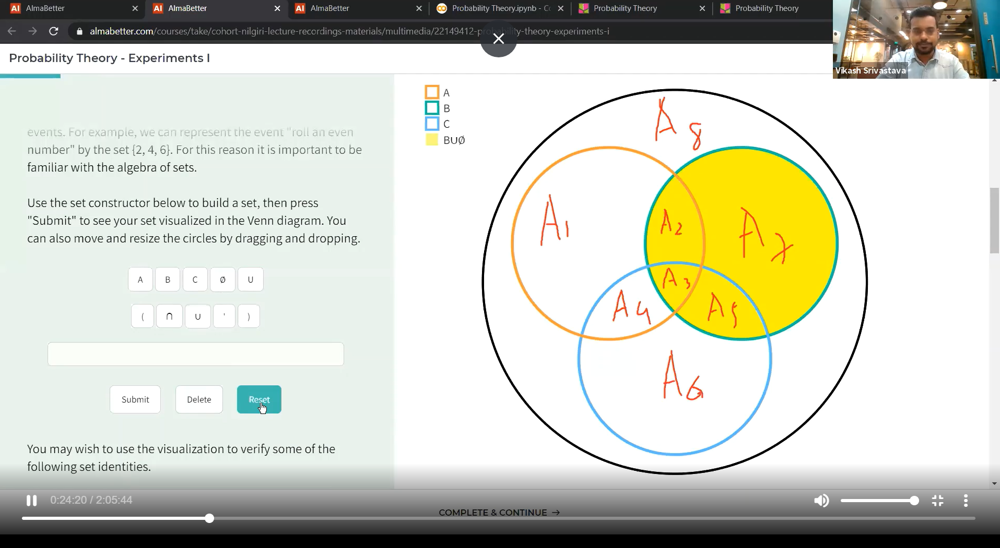 AI AlmaBetter
AI AlmaBetter
AI AlmaBetter
Probability Theory.ipynb - Co
Probability Theory
Probability Theory
almabetter.com/courses/take/cohort-nilgiri-lecture-recordings-materials/multimedia/22149412-probability-theory-experiments-i
Vikash Srivastava
Probability Theory - Experiments I
events. For example, we can represent the event "roll an even
number" by the set {2, 4, 6}. For this reason it is important to be
familiar with the algebra of sets.
Use the set constructor below to build a set, then press
"Submit" to see your set visualized in the Venn diagram. You
can also move and resize the circles by dragging and dropping.
A B C Ø U
( ∩ ∪ ' )
Submit Delete Reset
You may wish to use the visualization to verify some of the
following set identities.
A
B
C
B∪Ø
A8
A1
A2
A7
A3
A4
A5
A6
0:24:20 / 2:05:44
COMPLETE & CONTINUE →